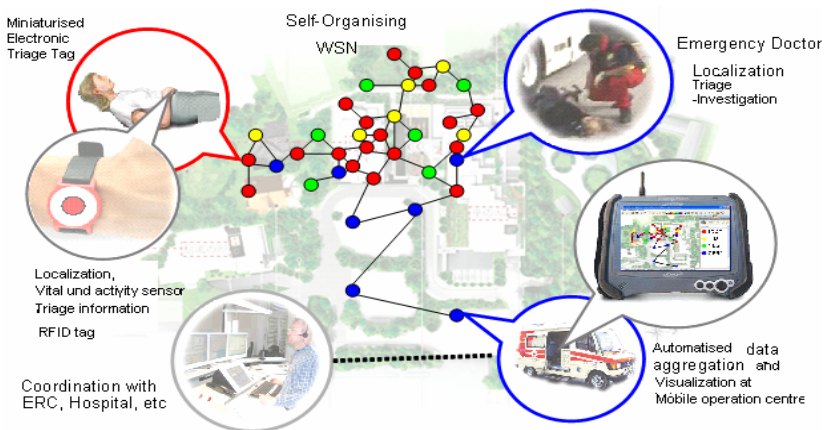 Miniaturised
Electronic
Triage Tag
Self-Organising
WSN
Emergency Doctor
Localization
Triage
-Investigation
Localization,
Vital und activity sensor
Triage information
RFID tag
Coordination with
ERC, Hospital, etc
Automatised data
aggregation and
Visualization at
Mobile operation centre